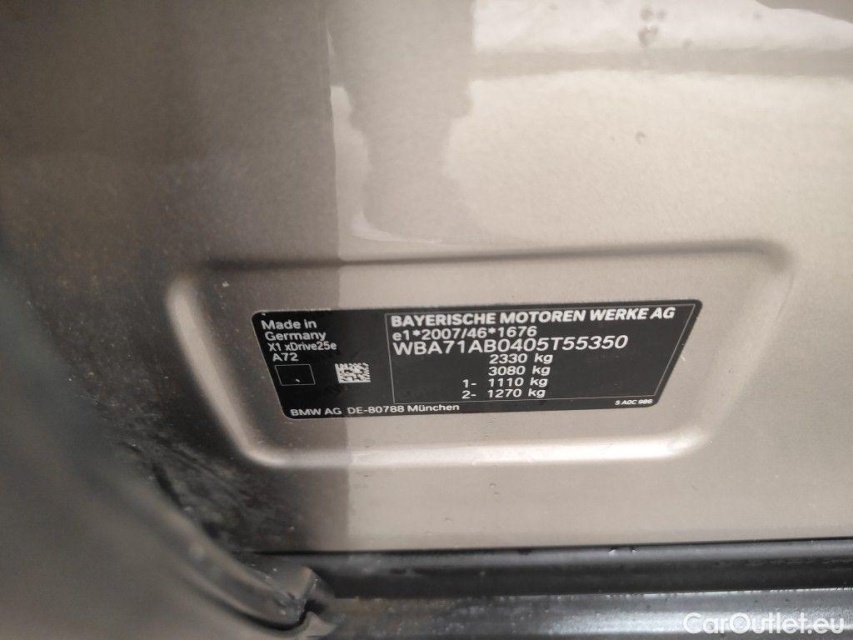 Made in
Germany
X1 xDrive25e
A72
BAYERISCHE MOTOREN WERKE AG
e1*2007/46*1676
WBA71AB0405T55350
2330 kg
3080 kg
1- 1110 kg
2- 1270 kg
BMW AG DE-80788 München
CarOutlet.eu